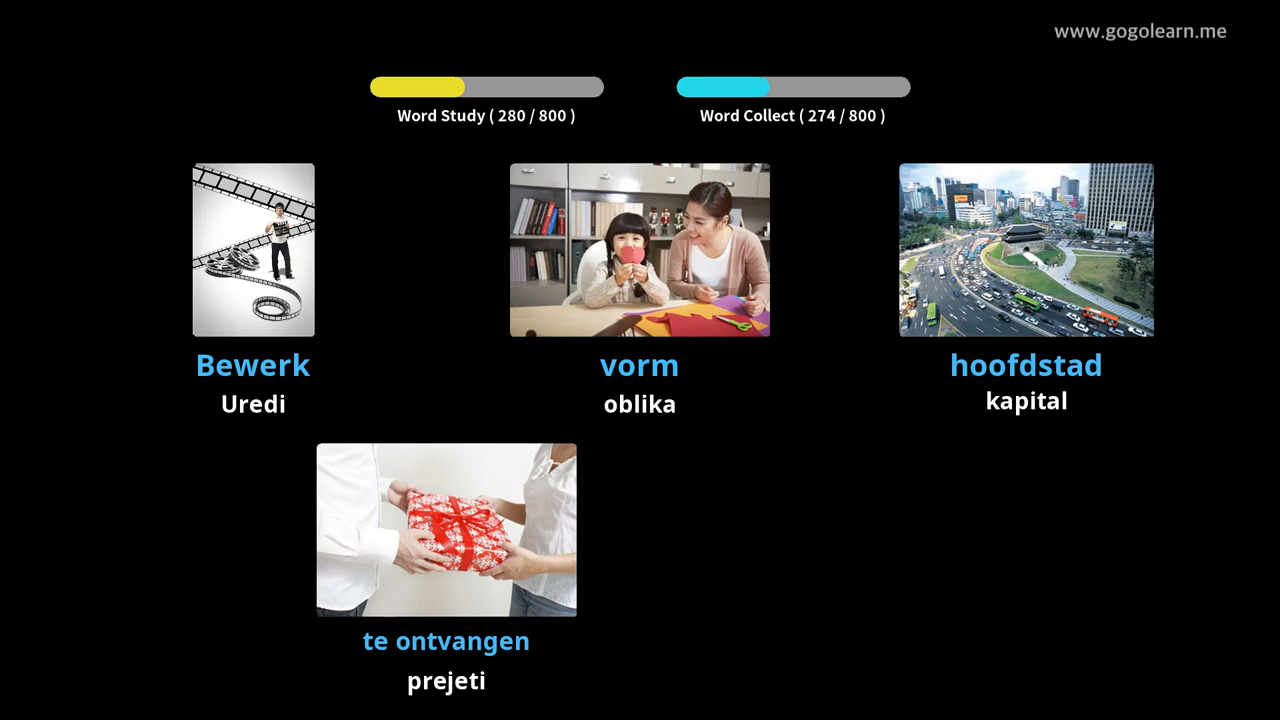 www.gogolearn.me
Word Study ( 280 / 800 )
Word Collect ( 274 / 800 )
Bewerk
Uredi
vorm
oblika
hoofdstad
kapital
te ontvangen
prejeti